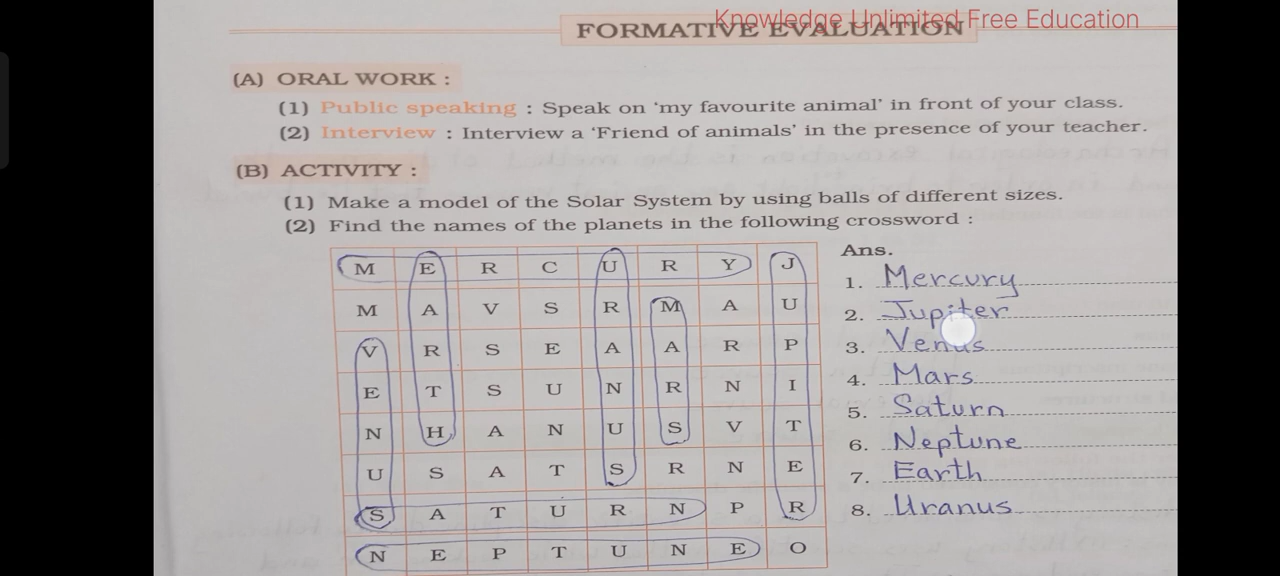 Knowledge Unlimited Free Education
FORMATIVE EVALUATION
(A) ORAL WORK :
(1) Public speaking : Speak on 'my favourite animal' in front of your class.
(2) Interview : Interview a 'Friend of animals' in the presence of your teacher.
(B) ACTIVITY :
(1) Make a model of the Solar System by using balls of different sizes.
(2) Find the names of the planets in the following crossword :
M E R C U R Y J
M A V S R M A U
V R S E A A R P
E T S U N R N I
N H A N U S V T
U S A T S R N E
S A T U R N P R
N E P T U N E O
Ans.
1. Mercury
2. Jupiter
3. Venus
4. Mars
5. Saturn
6. Neptune
7. Earth
8. Uranus